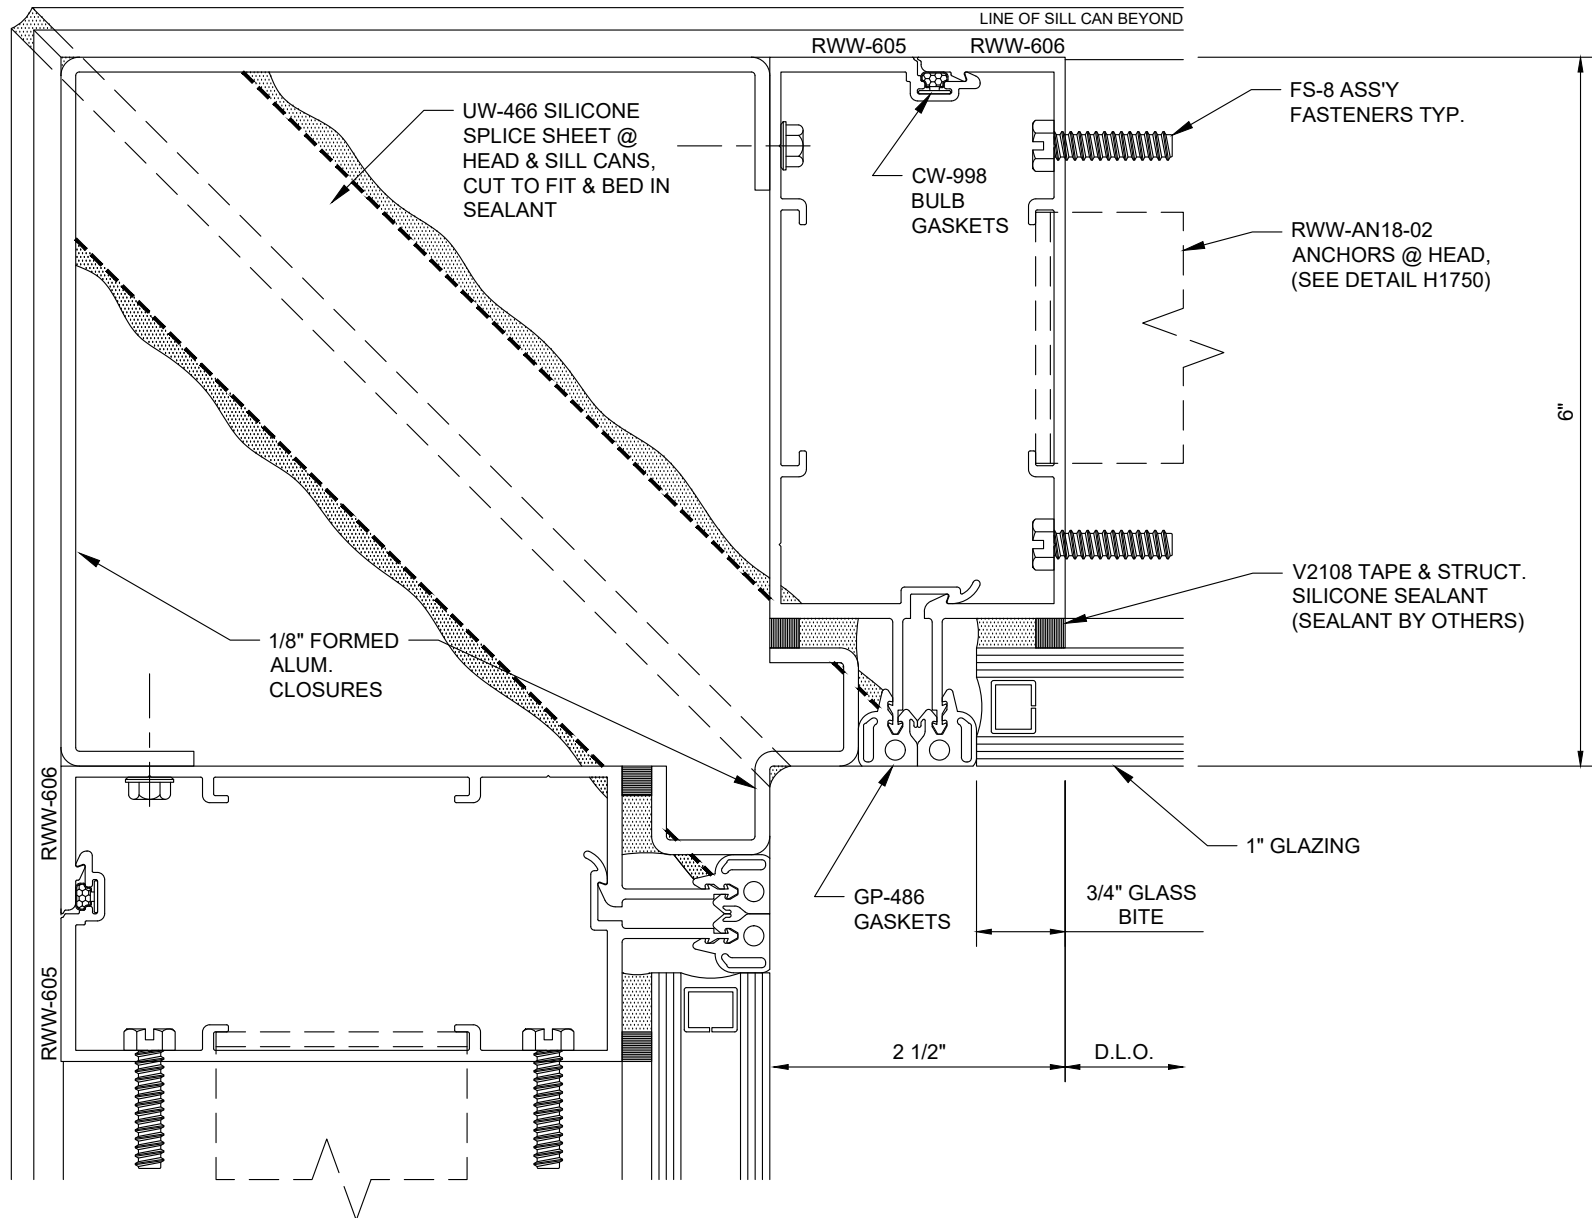 LINE OF SILL CAN BEYOND
RWW-605
RWW-606
UW-466 SILICONE
SPLICE SHEET @
HEAD & SILL CANS,
CUT TO FIT & BED IN
SEALANT
CW-998
BULB
GASKETS
FS-8 ASS'Y
FASTENERS TYP.
RWW-AN18-02
ANCHORS @ HEAD,
(SEE DETAIL H1750)
6"
V2108 TAPE & STRUCT.
SILICONE SEALANT
(SEALANT BY OTHERS)
1/8" FORMED
ALUM.
CLOSURES
RWW-606
RWW-605
1" GLAZING
GP-486
GASKETS
3/4" GLASS
BITE
2 1/2"
D.L.O.